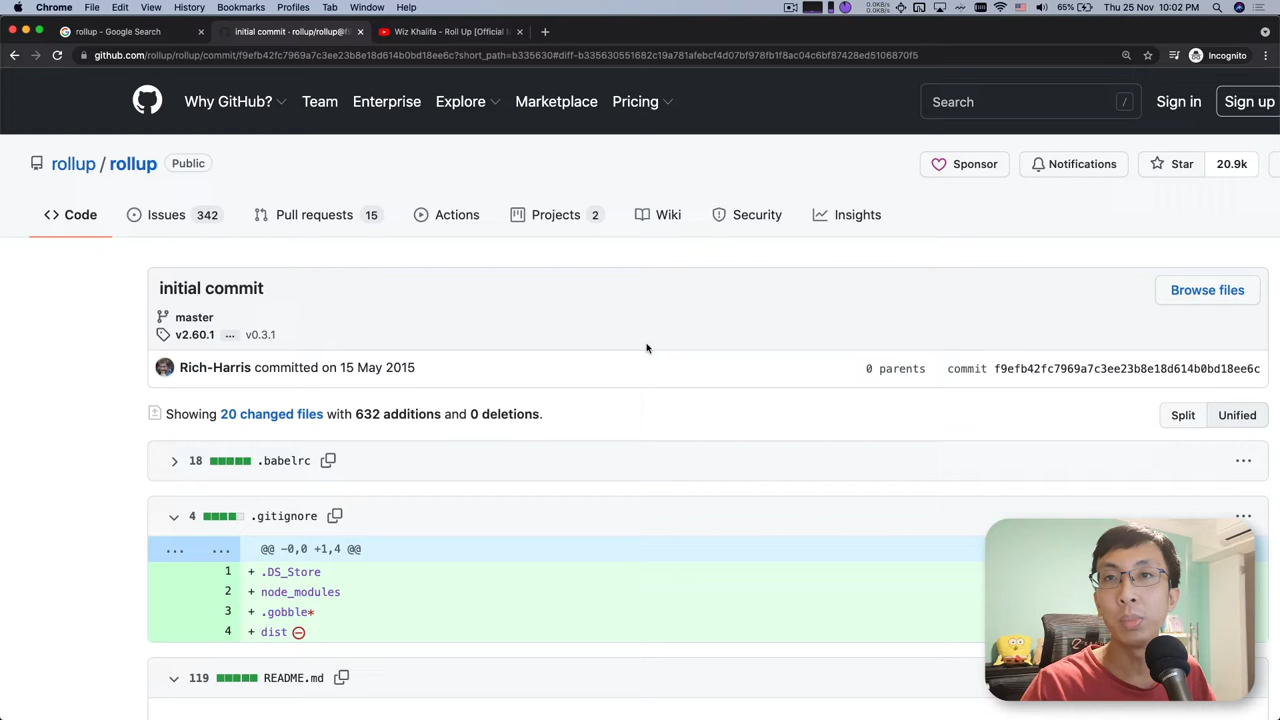 Chrome File Edit View History Bookmarks Profiles Tab Window Help 0.0KB/s 0.0KB/s 65% Thu 25 Nov 10:02 PM
rollup - Google Search initial commit · rollup/rollup@f Wiz Khalifa - Roll Up [Official
github.com/rollup/rollup/commit/f9efb42fc7969a7c3ee23b8e18d614b0bd18ee6c?short_path=b335630#diff-b335630551682c19a781afebcf4d07bf978fb1f8ac04c6bf87428ed5106870f5 Incognito
Why GitHub? Team Enterprise Explore Marketplace Pricing Search / Sign in Sign up
rollup / rollup Public Sponsor Notifications Star 20.9k
Code Issues 342 Pull requests 15 Actions Projects 2 Wiki Security Insights
initial commit Browse files
master
v2.60.1 ... v0.3.1
Rich-Harris committed on 15 May 2015 0 parents commit f9efb42fc7969a7c3ee23b8e18d614b0bd18ee6c
Showing 20 changed files with 632 additions and 0 deletions. Split Unified
18 .babelrc
4 .gitignore
... ... @@ -0,0 +1,4 @@
1 + .DS_Store
2 + node_modules
3 + .gobble*
4 + dist
119 README.md